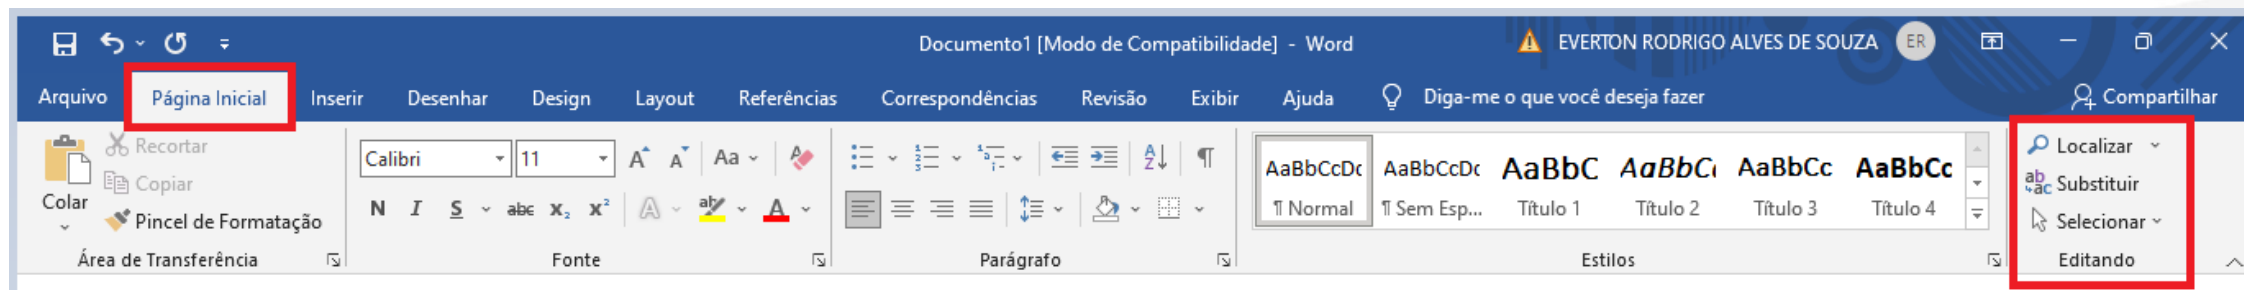 Documento1 [Modo de Compatibilidade] - Word EVERTON RODRIGO ALVES DE SOUZA ER
Arquivo Página Inicial Inserir Desenhar Design Layout Referências Correspondências Revisão Exibir Ajuda Diga-me o que você deseja fazer Compartilhar
Colar
Recortar
Copiar
Pincel de Formatação
Área de Transferência
Calibri 11 A A Aa
N I S abc x₂ x² A ab A
Fonte
Parágrafo
AaBbCcDc AaBbCcDc AaBbC AaBbCc AaBbCc AaBbCc
¶ Normal ¶ Sem Esp... Título 1 Título 2 Título 3 Título 4
Estilos
Localizar
Substituir
Selecionar
Editando